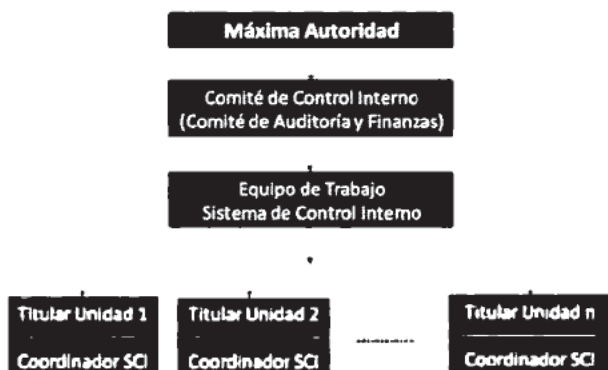 Máxima Autoridad
Comité de Control Interno
(Comité de Auditoría y Finanzas)
Equipo de Trabajo
Sistema de Control Interno
Titular Unidad 1
Coordinador SCI
Titular Unidad 2
Coordinador SCI
Titular Unidad n
Coordinador SCI